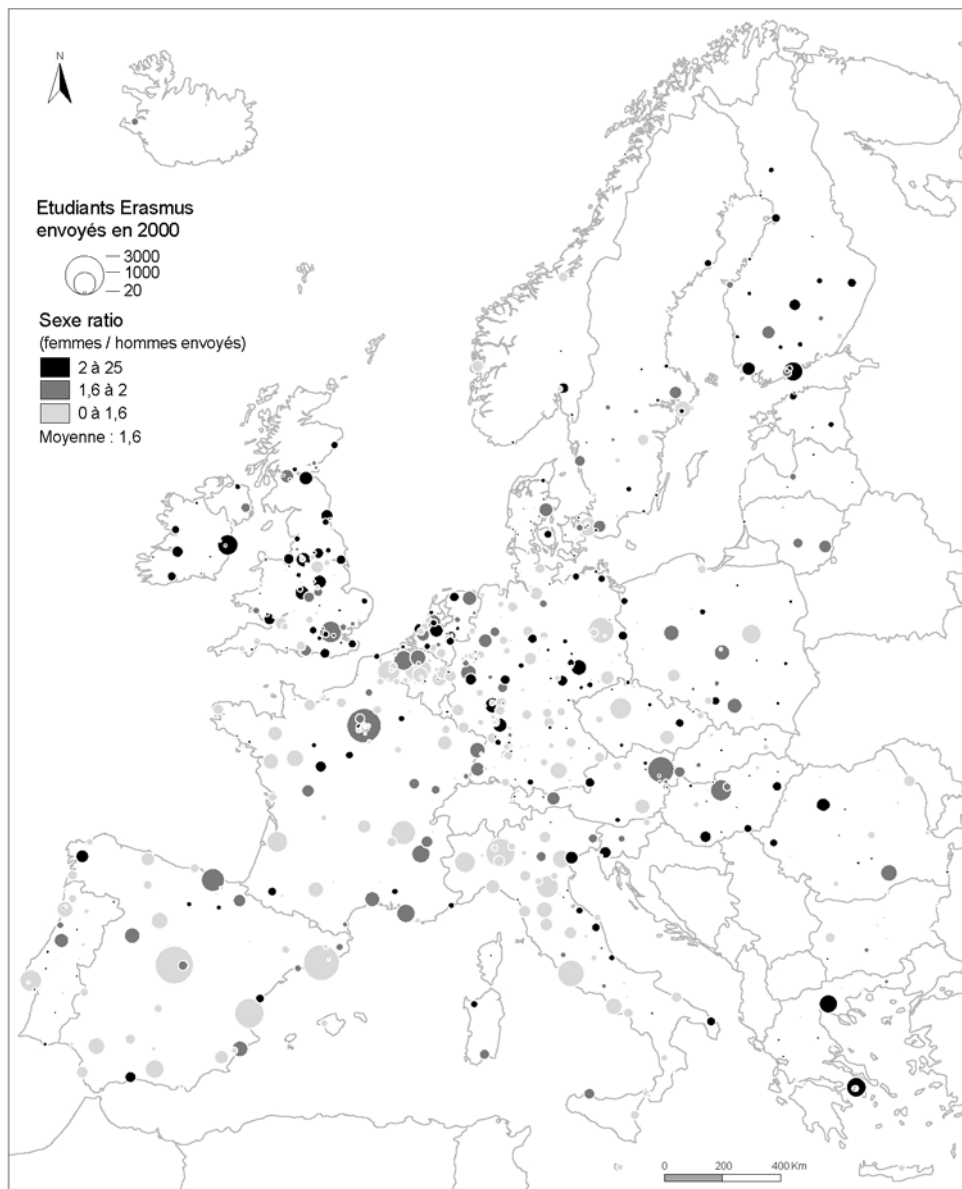 N
Etudiants Erasmus
envoyés en 2000
3000
1000
20
Sexe ratio
(femmes / hommes envoyés)
2 à 25
1,6 à 2
0 à 1,6
Moyenne : 1,6
0 200 400 Km